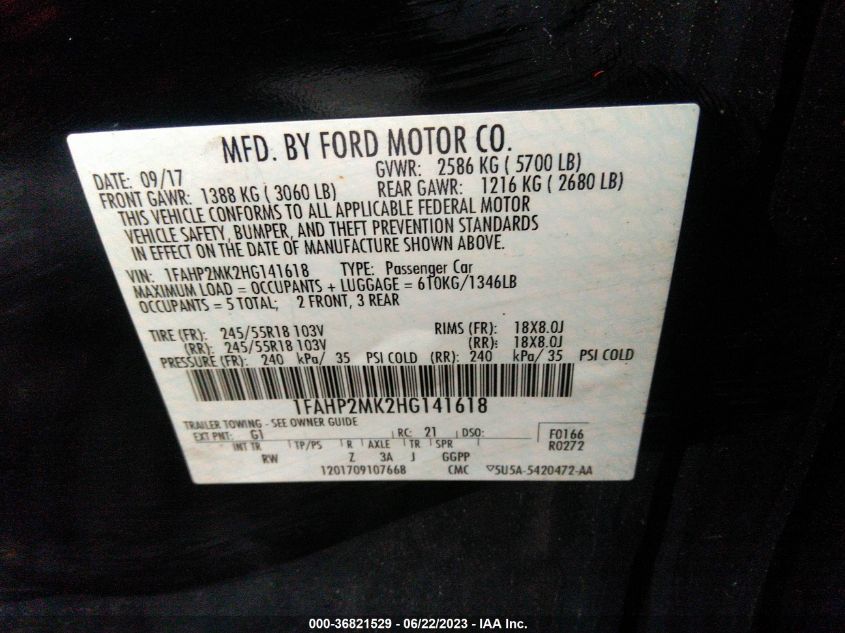 MFD. BY FORD MOTOR CO.
DATE: 09/17 GVWR: 2586 KG ( 5700 LB)
FRONT GAWR: 1388 KG ( 3060 LB) REAR GAWR: 1216 KG ( 2680 LB)
THIS VEHICLE CONFORMS TO ALL APPLICABLE FEDERAL MOTOR
VEHICLE SAFETY, BUMPER, AND THEFT PREVENTION STANDARDS
IN EFFECT ON THE DATE OF MANUFACTURE SHOWN ABOVE.
VIN: 1FAHP2MK2HG141618 TYPE: Passenger Car
MAXIMUM LOAD = OCCUPANTS + LUGGAGE = 610KG/1346LB
OCCUPANTS = 5 TOTAL; 2 FRONT, 3 REAR
TIRE (FR): 245/55R18 103V RIMS (FR): 18X8.0J
(RR): 245/55R18 103V (RR): 18X8.0J
PRESSURE (FR): 240 kPa/ 35 PSI COLD (RR): 240 kPa/ 35 PSI COLD
1FAHP2MK2HG141618
TRAILER TOWING - SEE OWNER GUIDE
EXT PNT: G1 RC: 21 DSO: F0166
INT TR TP/PS R AXLE TR SPR R0272
RW Z 3A J GGPP
1201709107668 CMC ▽5U5A-5420472-AA
000-36821529 - 06/22/2023 - IAA Inc.